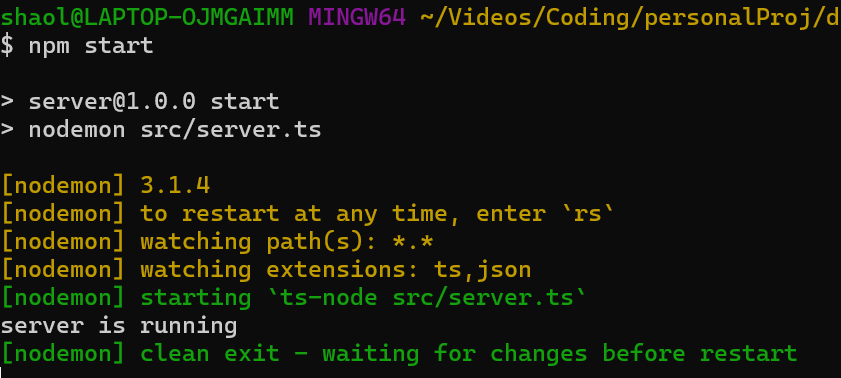 shaol@LAPTOP-OJMGAIMM MINGW64 ~/Videos/Coding/personalProj/d
$ npm start
> server@1.0.0 start
> nodemon src/server.ts
[nodemon] 3.1.4
[nodemon] to restart at any time, enter `rs`
[nodemon] watching path(s): *.*
[nodemon] watching extensions: ts,json
[nodemon] starting `ts-node src/server.ts`
server is running
[nodemon] clean exit - waiting for changes before restart